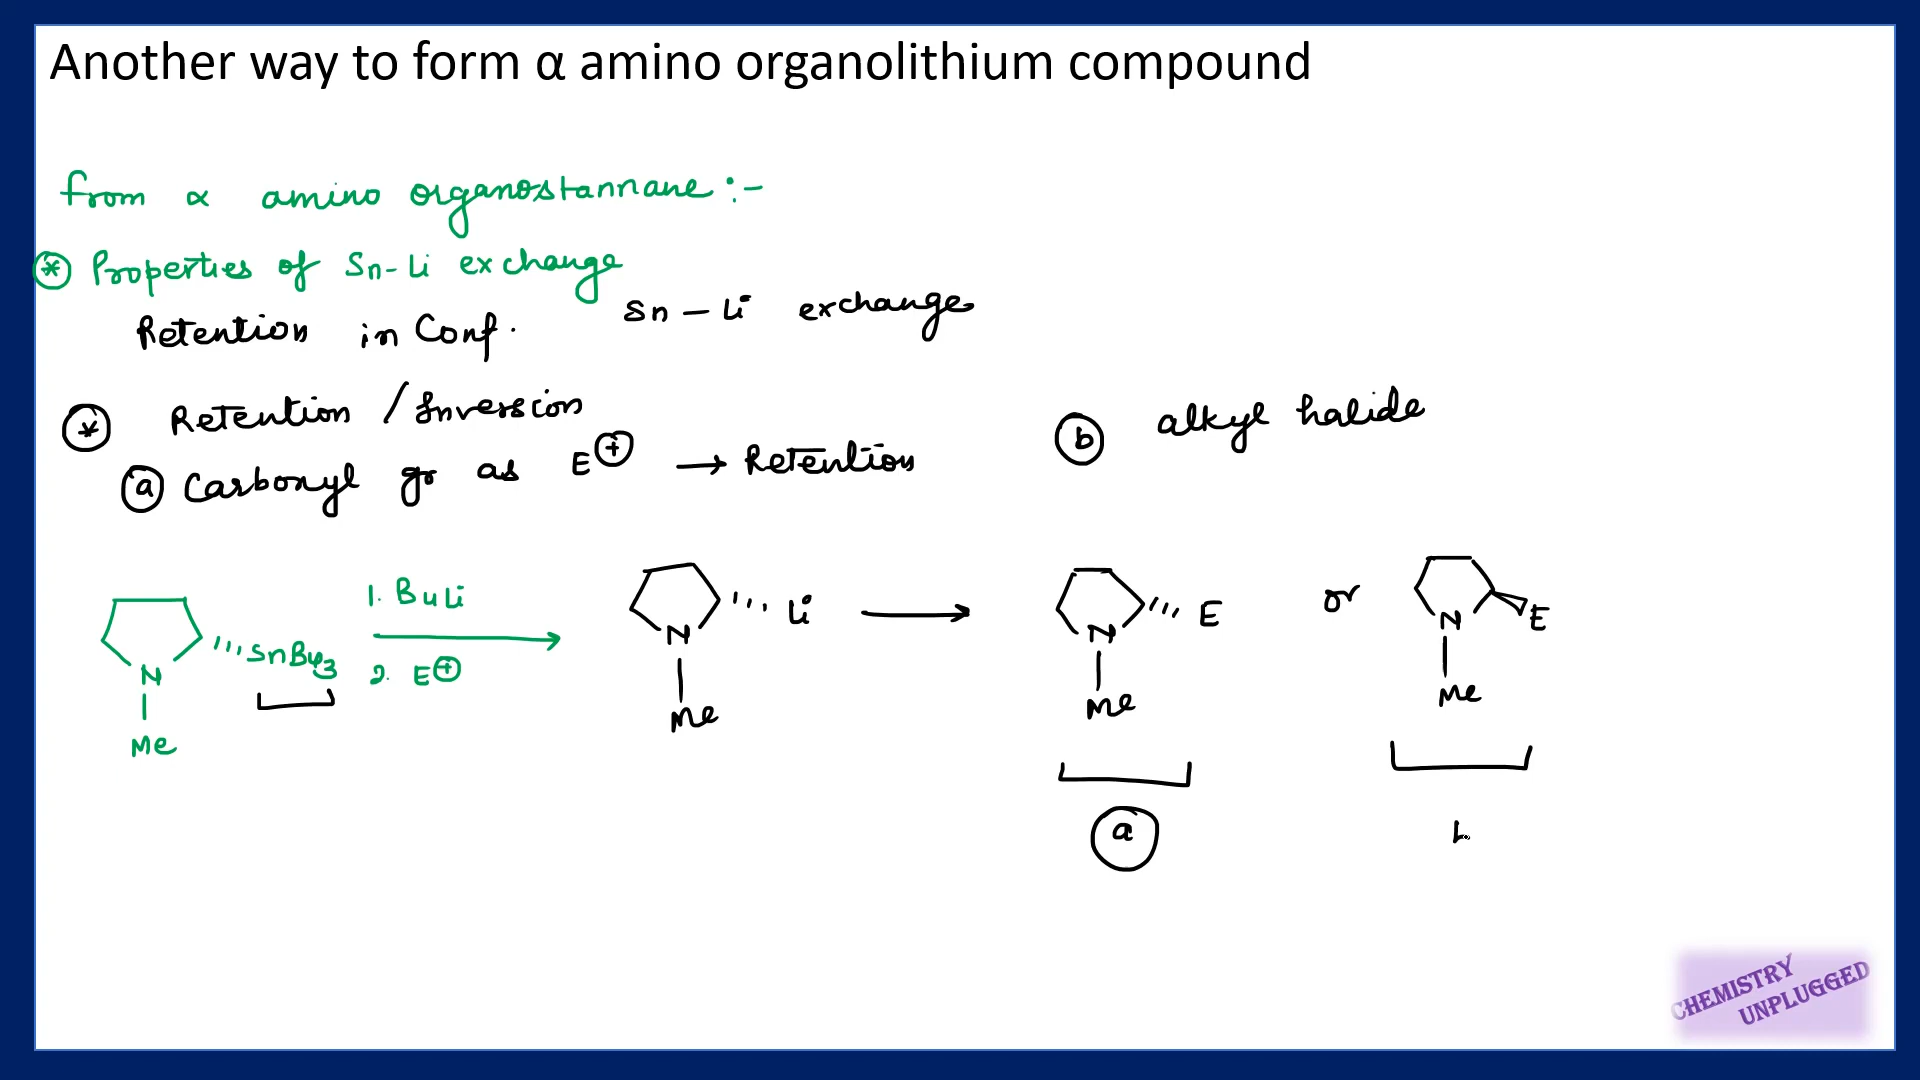 Another way to form α amino organolithium compound
from α amino organostannane :-
* Properties of Sn-Li exchange
Retention in Conf.
Sn - Li exchange
* Retention / Inversion
a Carbonyl gr as E+ → Retention
b alkyl halide
SnBu3
N
Me
1. BuLi
2. E+
Li
N
Me
E
N
Me
or
E
N
Me
a
CHEMISTRY
UNPLUGGED